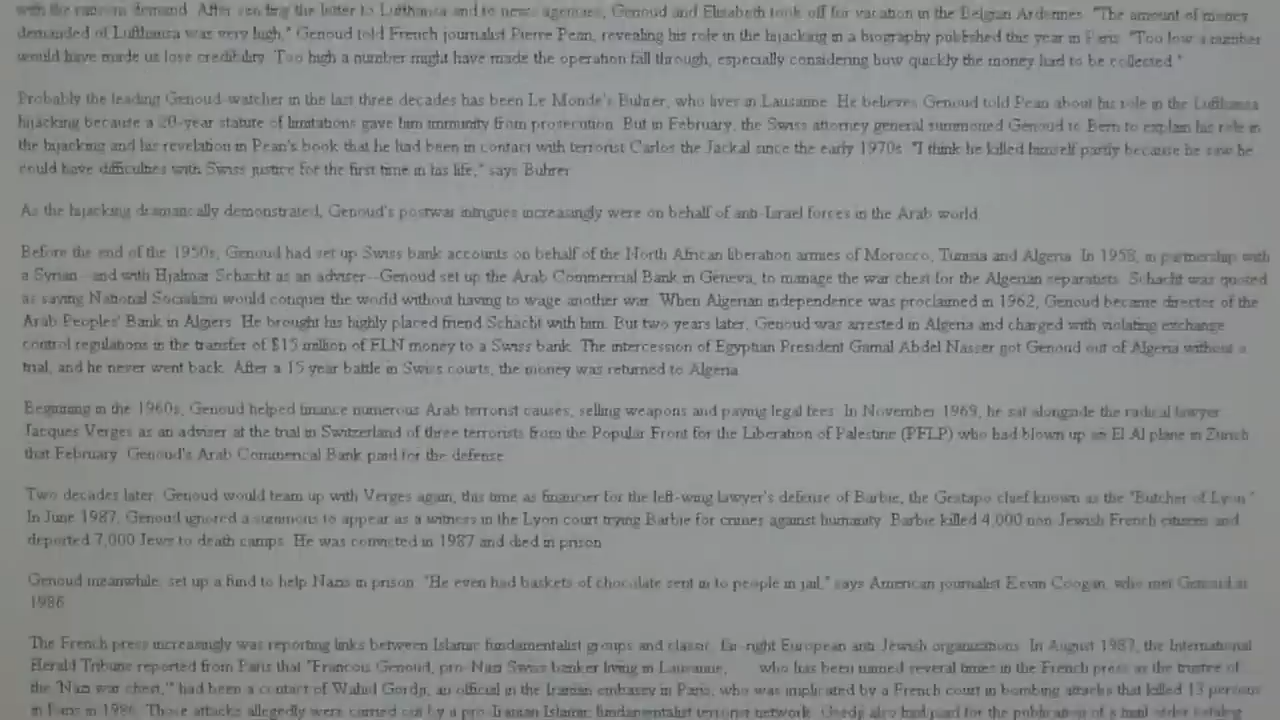 with the ransom demand. After sending the letter to Lufthansa and to news agencies, Genoud and Elisabeth took off for vacation in the Belgian Ardennes. "The amount of money
demanded of Lufthansa was very high," Genoud told French journalist Pierre Pean, revealing his role in the hijacking in a biography published this year in Paris. "Too low a number
would have made us lose credibility. Too high a number might have made the operation fall through, especially considering how quickly the money had to be collected."
Probably the leading Genoud-watcher in the last three decades has been Le Monde's Buhrer, who lives in Lausanne. He believes Genoud told Pean about his role in the Lufthansa
hijacking because a 20-year statute of limitations gave him immunity from prosecution. But in February, the Swiss attorney general summoned Genoud to Bern to explain his role in
the hijacking and his revelation in Pean's book that he had been in contact with terrorist Carlos the Jackal since the early 1970s. "I think he killed himself partly because he saw he
could have difficulties with Swiss justice for the first time in his life," says Buhrer.
As the hijacking dramatically demonstrated, Genoud's postwar intrigues increasingly were on behalf of anti-Israel forces in the Arab world.
Before the end of the 1950s, Genoud had set up Swiss bank accounts on behalf of the North African liberation armies of Morocco, Tunisia and Algeria. In 1958, in partnership with
a Syrian--and with Hjalmar Schacht as an adviser--Genoud set up the Arab Commercial Bank in Geneva, to manage the war chest for the Algerian separatists. Schacht was quoted
as saying National Socialism would conquer the world without having to wage another war. When Algerian independence was proclaimed in 1962, Genoud became director of the
Arab Peoples' Bank in Algiers. He brought his highly placed friend Schacht with him. But two years later, Genoud was arrested in Algeria and charged with violating exchange
control regulations in the transfer of $15 million of FLN money to a Swiss bank. The intercession of Egyptian President Gamal Abdel Nasser got Genoud out of Algeria without a
trial, and he never went back. After a 15 year battle in Swiss courts, the money was returned to Algeria.
Beginning in the 1960s, Genoud helped finance numerous Arab terrorist causes, selling weapons and paying legal fees. In November 1969, he sat alongside the radical lawyer
Jacques Verges as an adviser at the trial in Switzerland of three terrorists from the Popular Front for the Liberation of Palestine (PFLP) who had blown up an El Al plane in Zurich
that February. Genoud's Arab Commercial Bank paid for the defense.
Two decades later, Genoud would team up with Verges again, this time as financier for the left-wing lawyer's defense of Barbie, the Gestapo chief known as the "Butcher of Lyon."
In June 1987, Genoud ignored a summons to appear as a witness in the Lyon court trying Barbie for crimes against humanity. Barbie killed 4,000 non-Jewish French citizens and
deported 7,000 Jews to death camps. He was convicted in 1987 and died in prison.
Genoud meanwhile, set up a fund to help Nazis in prison. "He even had baskets of chocolate sent in to people in jail," says American journalist Kevin Coogan, who met Genoud in
1986.
The French press increasingly was reporting links between Islamic fundamentalist groups and classic, far-right European anti-Jewish organizations. In August 1987, the International
Herald Tribune reported from Paris that "Francois Genoud, pro-Nazi Swiss banker living in Lausanne, who has been named several times in the French press as the trustee of
the 'Nazi war chest,'" had been a contact of Wahid Gordji, an official in the Iranian embassy in Paris, who was implicated by a French court in bombing attacks that killed 13 persons
in Paris in 1986. Those attacks allegedly were carried out by a pro-Iranian Islamic fundamentalist terrorist network. Gordji also had paid for the publication of a mail order catalog